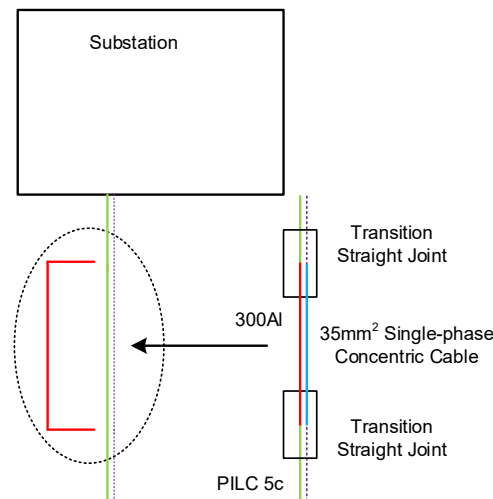 Substation
Transition
Straight Joint
300Al
35mm² Single-phase
Concentric Cable
Transition
Straight Joint
PILC 5c